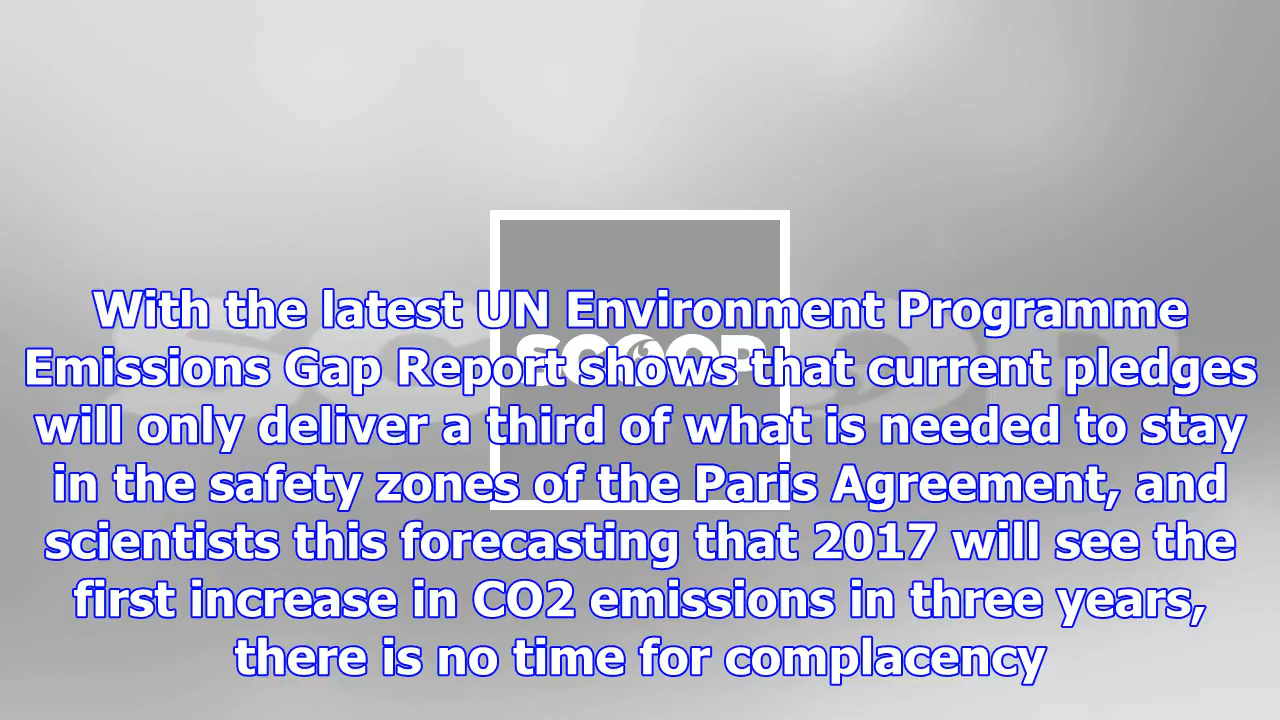 With the latest UN Environment Programme
Emissions Gap Report shows that current pledges
will only deliver a third of what is needed to stay
in the safety zones of the Paris Agreement, and
scientists this forecasting that 2017 will see the
first increase in CO2 emissions in three years,
there is no time for complacency
SCOOP